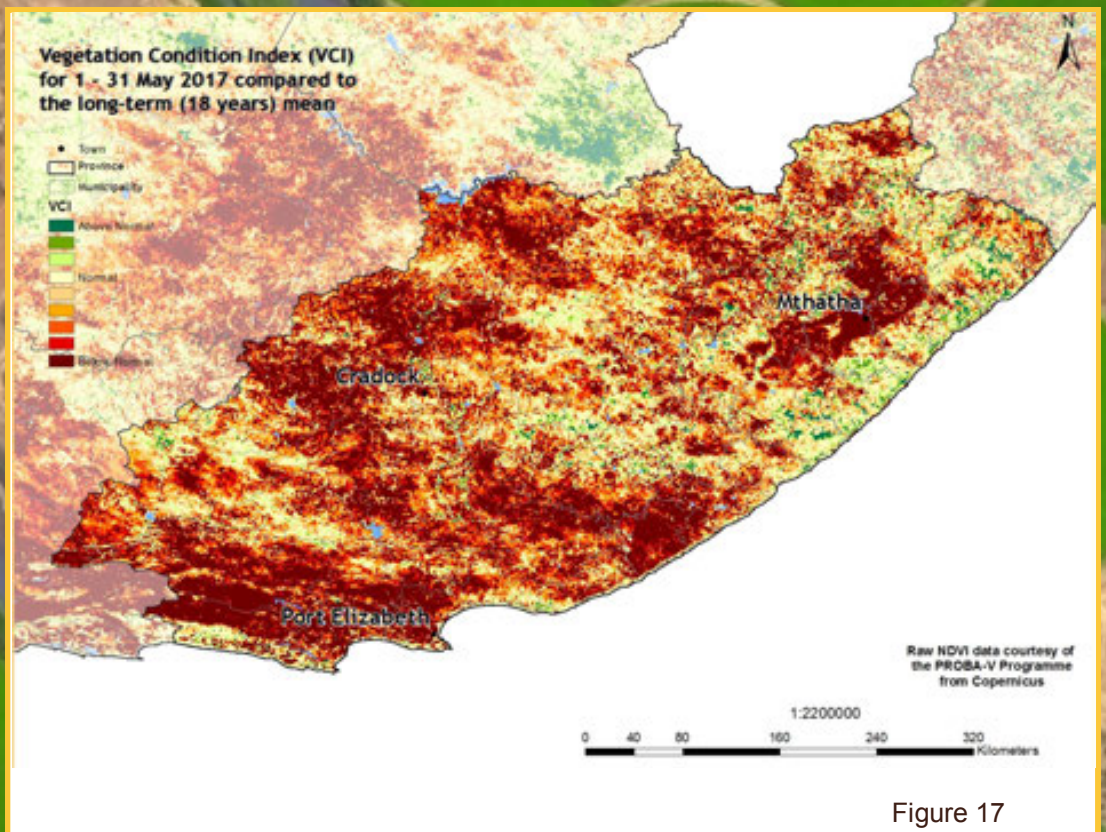 Vegetation Condition Index (VCI)
for 1 - 31 May 2017 compared to
the long-term (18 years) mean
N
Town
Province
Municipality
VCI
Above Normal
Normal
Below Normal
Mthatha
Cradock
Port Elizabeth
Raw NDVI data courtesy of
the PROBA-V Programme
from Copernicus
1:2200000
0 40 80 160 240 320
Kilometers
Figure 17